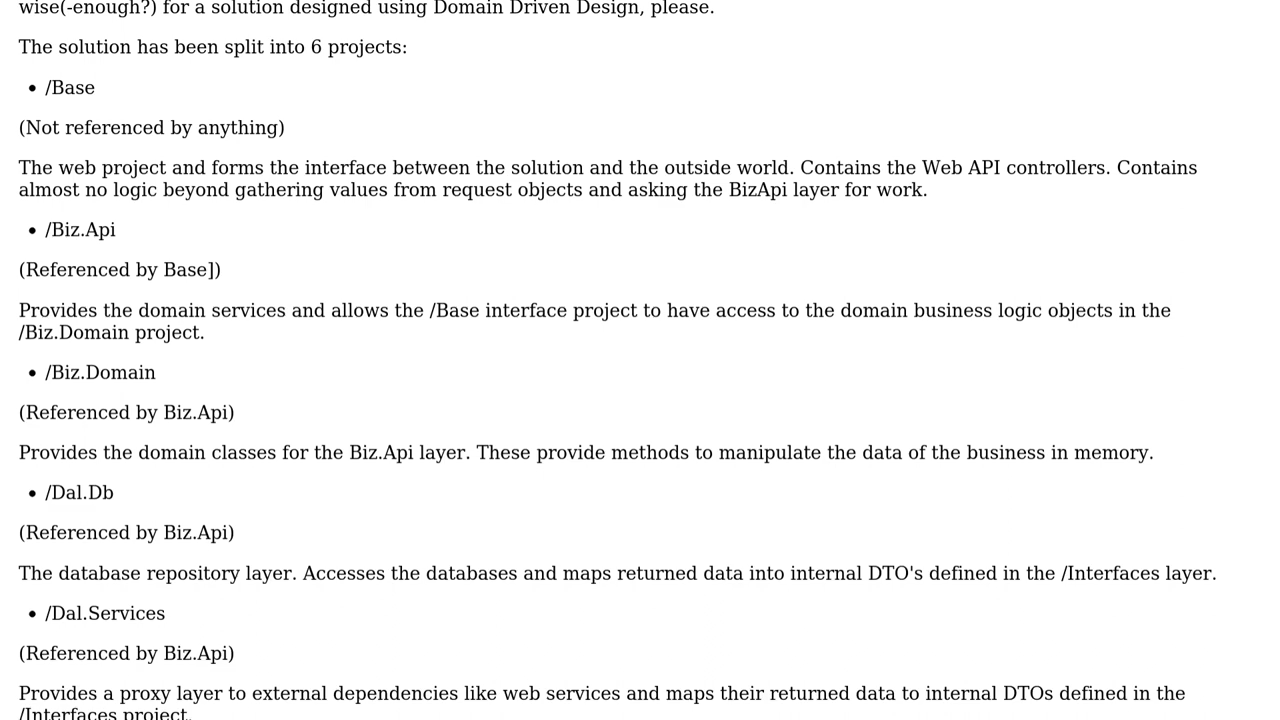 wise(-enough?) for a solution designed using Domain Driven Design, please.
The solution has been split into 6 projects:
• /Base
(Not referenced by anything)
The web project and forms the interface between the solution and the outside world. Contains the Web API controllers. Contains
almost no logic beyond gathering values from request objects and asking the BizApi layer for work.
• /Biz.Api
(Referenced by Base])
Provides the domain services and allows the /Base interface project to have access to the domain business logic objects in the
/Biz.Domain project.
• /Biz.Domain
(Referenced by Biz.Api)
Provides the domain classes for the Biz.Api layer. These provide methods to manipulate the data of the business in memory.
• /Dal.Db
(Referenced by Biz.Api)
The database repository layer. Accesses the databases and maps returned data into internal DTO's defined in the /Interfaces layer.
• /Dal.Services
(Referenced by Biz.Api)
Provides a proxy layer to external dependencies like web services and maps their returned data to internal DTOs defined in the
/Interfaces project.